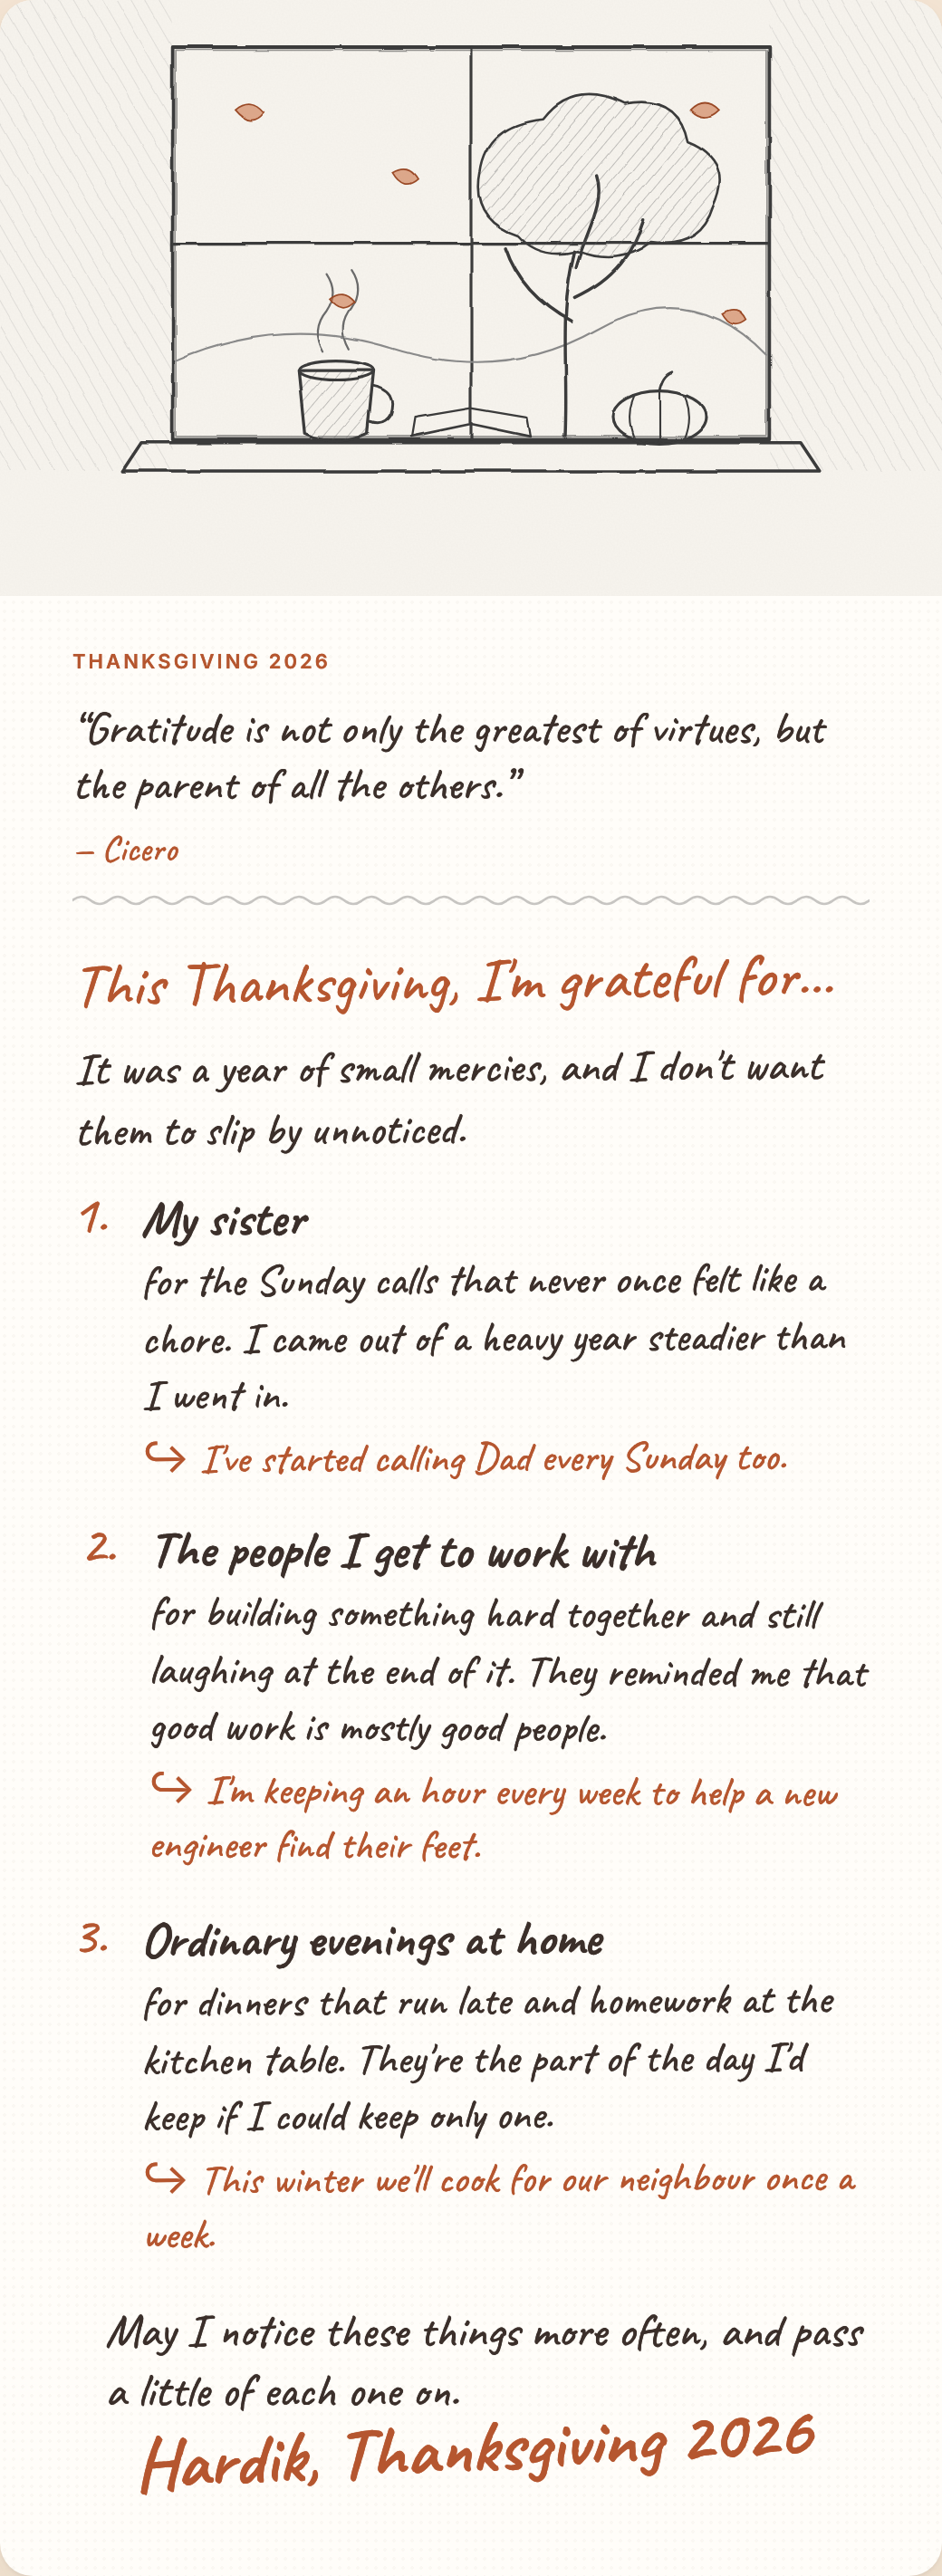 THANKSGIVING 2026
“Gratitude is not only the greatest of virtues, but
the parent of all the others.”
— Cicero
This Thanksgiving, I'm grateful for...
It was a year of small mercies, and I don't want
them to slip by unnoticed.
1. My sister
for the Sunday calls that never once felt like a
chore. I came out of a heavy year steadier than
I went in.
↪ I've started calling Dad every Sunday too.
2. The people I get to work with
for building something hard together and still
laughing at the end of it. They reminded me that
good work is mostly good people.
↪ I'm keeping an hour every week to help a new
engineer find their feet.
3. Ordinary evenings at home
for dinners that run late and homework at the
kitchen table. They're the part of the day I'd
keep if I could keep only one.
↪ This winter we'll cook for our neighbour once a
week.
May I notice these things more often, and pass
a little of each one on.
Hardik, Thanksgiving 2026